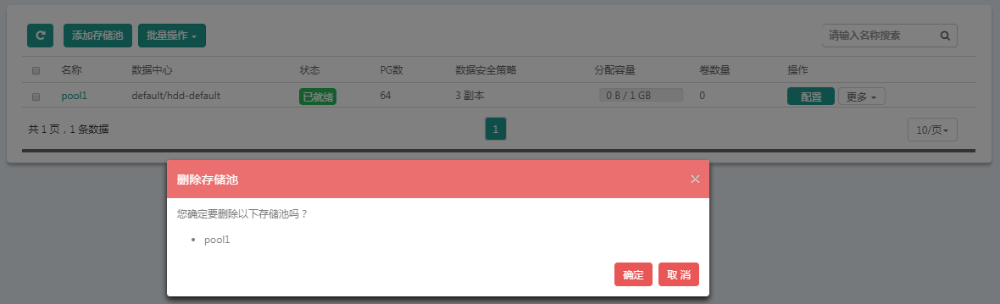 添加存储池 批量操作 请输入名称搜索
名称 数据中心 状态 PG数 数据安全策略 分配容量 卷数量 操作
pool1 default/hdd-default 已就绪 64 3 副本 0 B / 1 GB 0 配置 更多
共 1 页，1 条数据 1 10/页
删除存储池 ×
您确定要删除以下存储池吗？
• pool1
确定 取 消